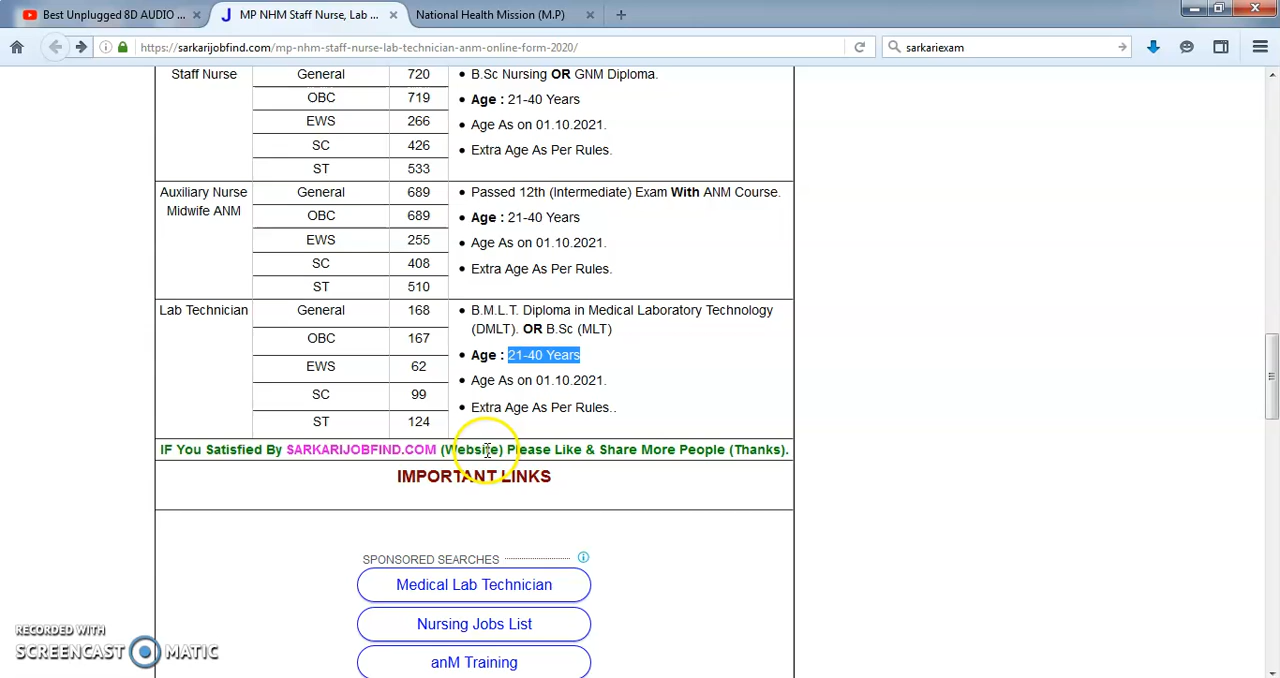 Best Unplugged 8D AUDIO ...
MP NHM Staff Nurse, Lab ...
National Health Mission (M.P)
https://sarkarijobfind.com/mp-nhm-staff-nurse-lab-technician-anm-online-form-2020/
sarkariexam
Staff Nurse
General 720
OBC 719
EWS 266
SC 426
ST 533
• B.Sc Nursing OR GNM Diploma.
• Age : 21-40 Years
• Age As on 01.10.2021.
• Extra Age As Per Rules.
Auxiliary Nurse
Midwife ANM
General 689
OBC 689
EWS 255
SC 408
ST 510
• Passed 12th (Intermediate) Exam With ANM Course.
• Age : 21-40 Years
• Age As on 01.10.2021.
• Extra Age As Per Rules.
Lab Technician
General 168
OBC 167
EWS 62
SC 99
ST 124
• B.M.L.T. Diploma in Medical Laboratory Technology
(DMLT). OR B.Sc (MLT)
• Age : 21-40 Years
• Age As on 01.10.2021.
• Extra Age As Per Rules..
IF You Satisfied By SARKARIJOBFIND.COM (Website) Please Like & Share More People (Thanks).
IMPORTANT LINKS
SPONSORED SEARCHES
Medical Lab Technician
Nursing Jobs List
anM Training
RECORDED WITH
SCREENCAST MATIC